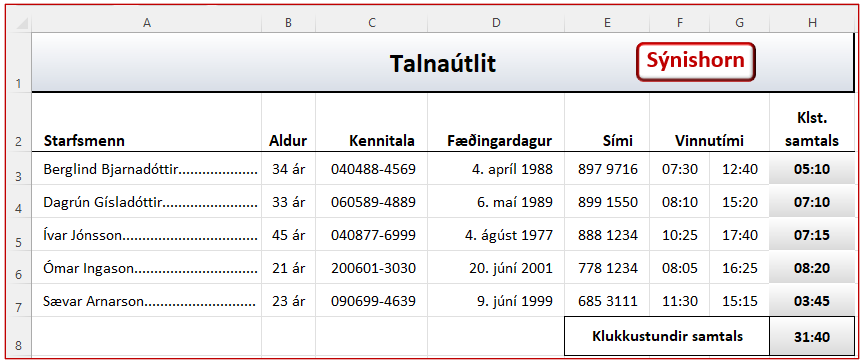 A B C D E F G H
1 Talnaútlit Sýnishorn
2 Starfsmenn Aldur Kennitala Fæðingardagur Sími Vinnutími Klst. samtals
3 Berglind Bjarnadóttir.................... 34 ár 040488-4569 4. apríl 1988 897 9716 07:30 12:40 05:10
4 Dagrún Gísladóttir........................ 33 ár 060589-4889 6. maí 1989 899 1550 08:10 15:20 07:10
5 Ívar Jónsson.................................. 45 ár 040877-6999 4. ágúst 1977 888 1234 10:25 17:40 07:15
6 Ómar Ingason............................... 21 ár 200601-3030 20. júní 2001 778 1234 08:05 16:25 08:20
7 Sævar Arnarson............................ 23 ár 090699-4639 9. júní 1999 685 3111 11:30 15:15 03:45
8 Klukkustundir samtals 31:40